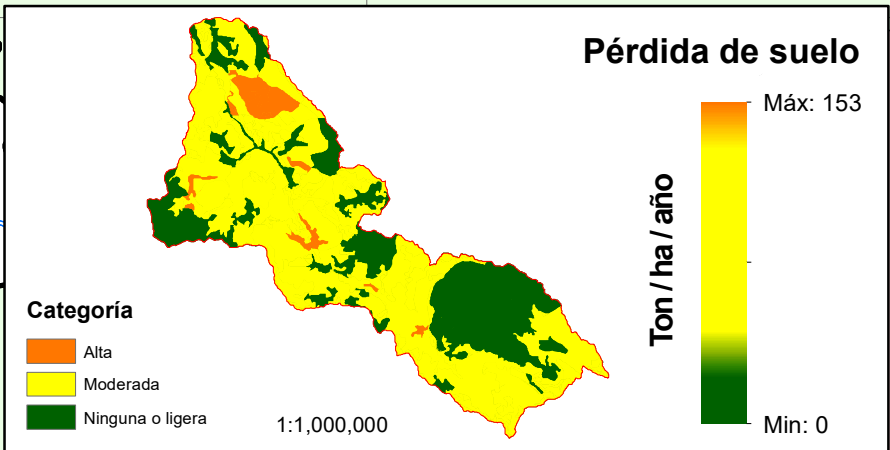 Pérdida de suelo
Máx: 153
Ton / ha / año
Min: 0
Categoría
Alta
Moderada
Ninguna o ligera
1:1,000,000